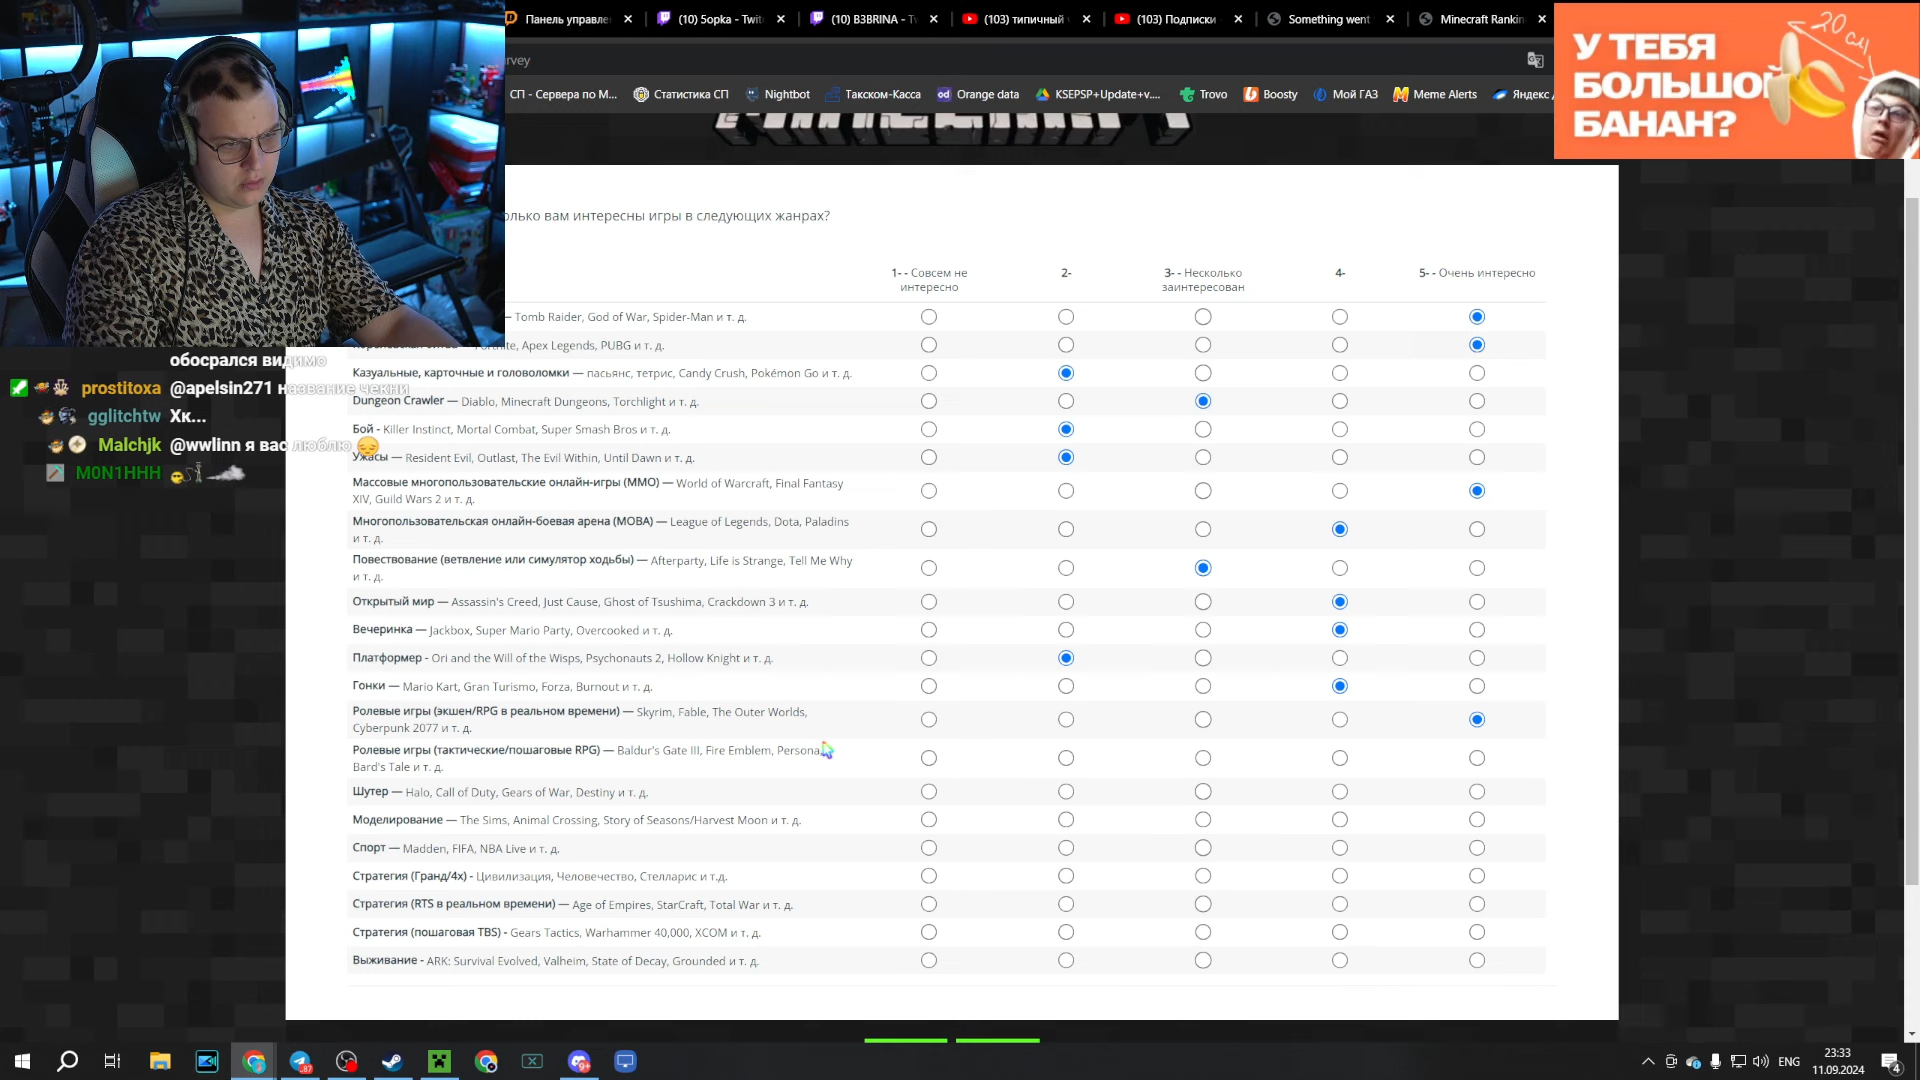 Панель управле
(10) 5opka - Twit
(10) B3BRINA - T
(103) типичный
(103) Подписки
Something went
Minecraft Rankin
rvey
СП - Сервера по М...
Статистика СП
Nightbot
Такском-Касса
Orange data
KSEPSP+Update+v....
Trovo
Boosty
Мой ГАЗ
Meme Alerts
Яндекс
У ТЕБЯ
БОЛЬШОЙ
БАНАН?
20 см
олько вам интересны игры в следующих жанрах?
1- - Совсем не интересно
2-
3- - Несколько заинтересован
4-
5- - Очень интересно
— Tomb Raider, God of War, Spider-Man и т. д.
Apex Legends, PUBG и т. д.
Казуальные, карточные и головоломки — пасьянс, тетрис, Candy Crush, Pokémon Go и т. д.
Dungeon Crawler — Diablo, Minecraft Dungeons, Torchlight и т. д.
Бой - Killer Instinct, Mortal Combat, Super Smash Bros и т. д.
Ужасы — Resident Evil, Outlast, The Evil Within, Until Dawn и т. д.
Массовые многопользовательские онлайн-игры (ММО) — World of Warcraft, Final Fantasy
XIV, Guild Wars 2 и т. д.
Многопользовательская онлайн-боевая арена (MOBA) — League of Legends, Dota, Paladins
и т. д.
Повествование (ветвление или симулятор ходьбы) — Afterparty, Life is Strange, Tell Me Why
и т. д.
Открытый мир — Assassin's Creed, Just Cause, Ghost of Tsushima, Crackdown 3 и т. д.
Вечеринка — Jackbox, Super Mario Party, Overcooked и т. д.
Платформер - Ori and the Will of the Wisps, Psychonauts 2, Hollow Knight и т. д.
Гонки — Mario Kart, Gran Turismo, Forza, Burnout и т. д.
Ролевые игры (экшен/RPG в реальном времени) — Skyrim, Fable, The Outer Worlds,
Cyberpunk 2077 и т. д.
Ролевые игры (тактические/пошаговые RPG) — Baldur's Gate III, Fire Emblem, Persona
Bard's Tale и т. д.
Шутер — Halo, Call of Duty, Gears of War, Destiny и т. д.
Моделирование — The Sims, Animal Crossing, Story of Seasons/Harvest Moon и т. д.
Спорт — Madden, FIFA, NBA Live и т. д.
Стратегия (Гранд/4x) - Цивилизация, Человечество, Стелларис и т.д.
Стратегия (RTS в реальном времени) — Age of Empires, StarCraft, Total War и т. д.
Стратегия (пошаговая TBS) - Gears Tactics, Warhammer 40,000, XCOM и т. д.
Выживание - ARK: Survival Evolved, Valheim, State of Decay, Grounded и т. д.
обосрался видимо
prostitoxa @apelsin271 название чекни
gglitchtw Хк...
Malchjk @wwlinn я вас люблю
M0N1HHH
87
9+
ENG
23:33
11.09.2024
4